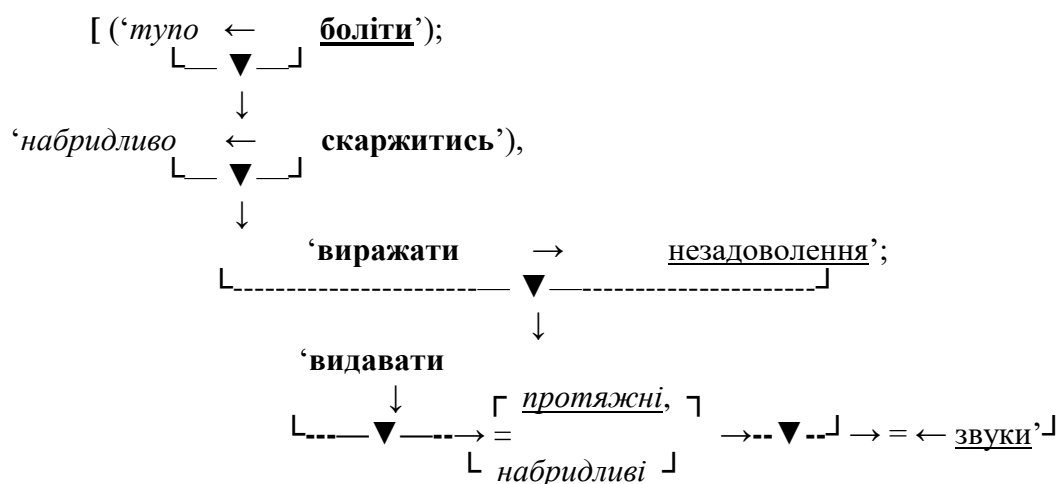 [ (‘тупо ← боліти’);
└— ▼ —┘
↓
‘набридливо ← скаржитись’),
└— ▼ —┘
↓
‘виражати → незадоволення’;
└-----------------------— ▼ —----------------------┘
↓
‘видавати
↓ ┌ протяжні, ┐
└---— ▼ —--→ = →-- ▼ --┘ → = ← звуки’┘
└ набридливі ┘